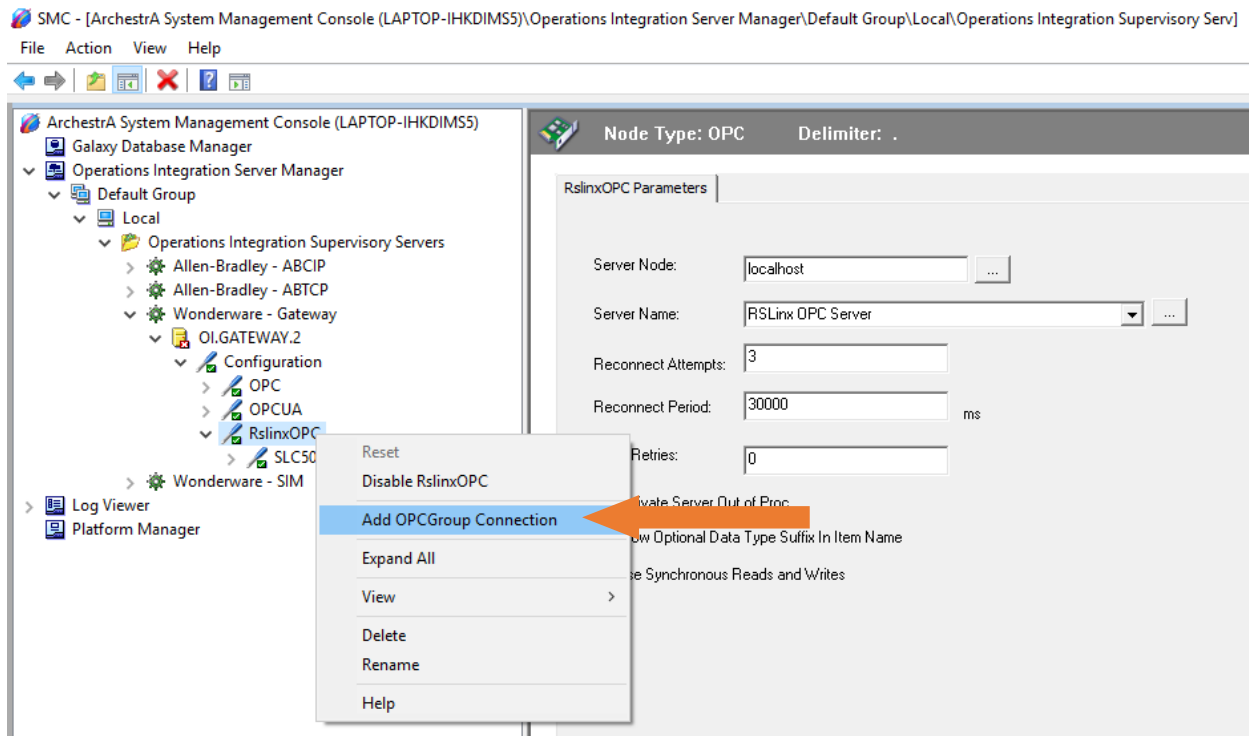 SMC - [ArchestrA System Management Console (LAPTOP-IHKDIMS5)\Operations Integration Server Manager\Default Group\Local\Operations Integration Supervisory Serv]
File Action View Help
ArchestrA System Management Console (LAPTOP-IHKDIMS5)
Galaxy Database Manager
Operations Integration Server Manager
Default Group
Local
Operations Integration Supervisory Servers
Allen-Bradley - ABCIP
Allen-Bradley - ABTCP
Wonderware - Gateway
OI.GATEWAY.2
Configuration
OPC
OPCUA
RslinxOPC
SLC50
Wonderware - SIM
Log Viewer
Platform Manager
Reset
Disable RslinxOPC
Add OPCGroup Connection
Expand All
View
Delete
Rename
Help
Node Type: OPC Delimiter: .
RslinxOPC Parameters
Server Node: localhost ...
Server Name: RSLinx OPC Server ...
Reconnect Attempts: 3
Reconnect Period: 30000 ms
Retries: 0
Server Out of Proc
Optional Data Type Suffix In Item Name
Synchronous Reads and Writes